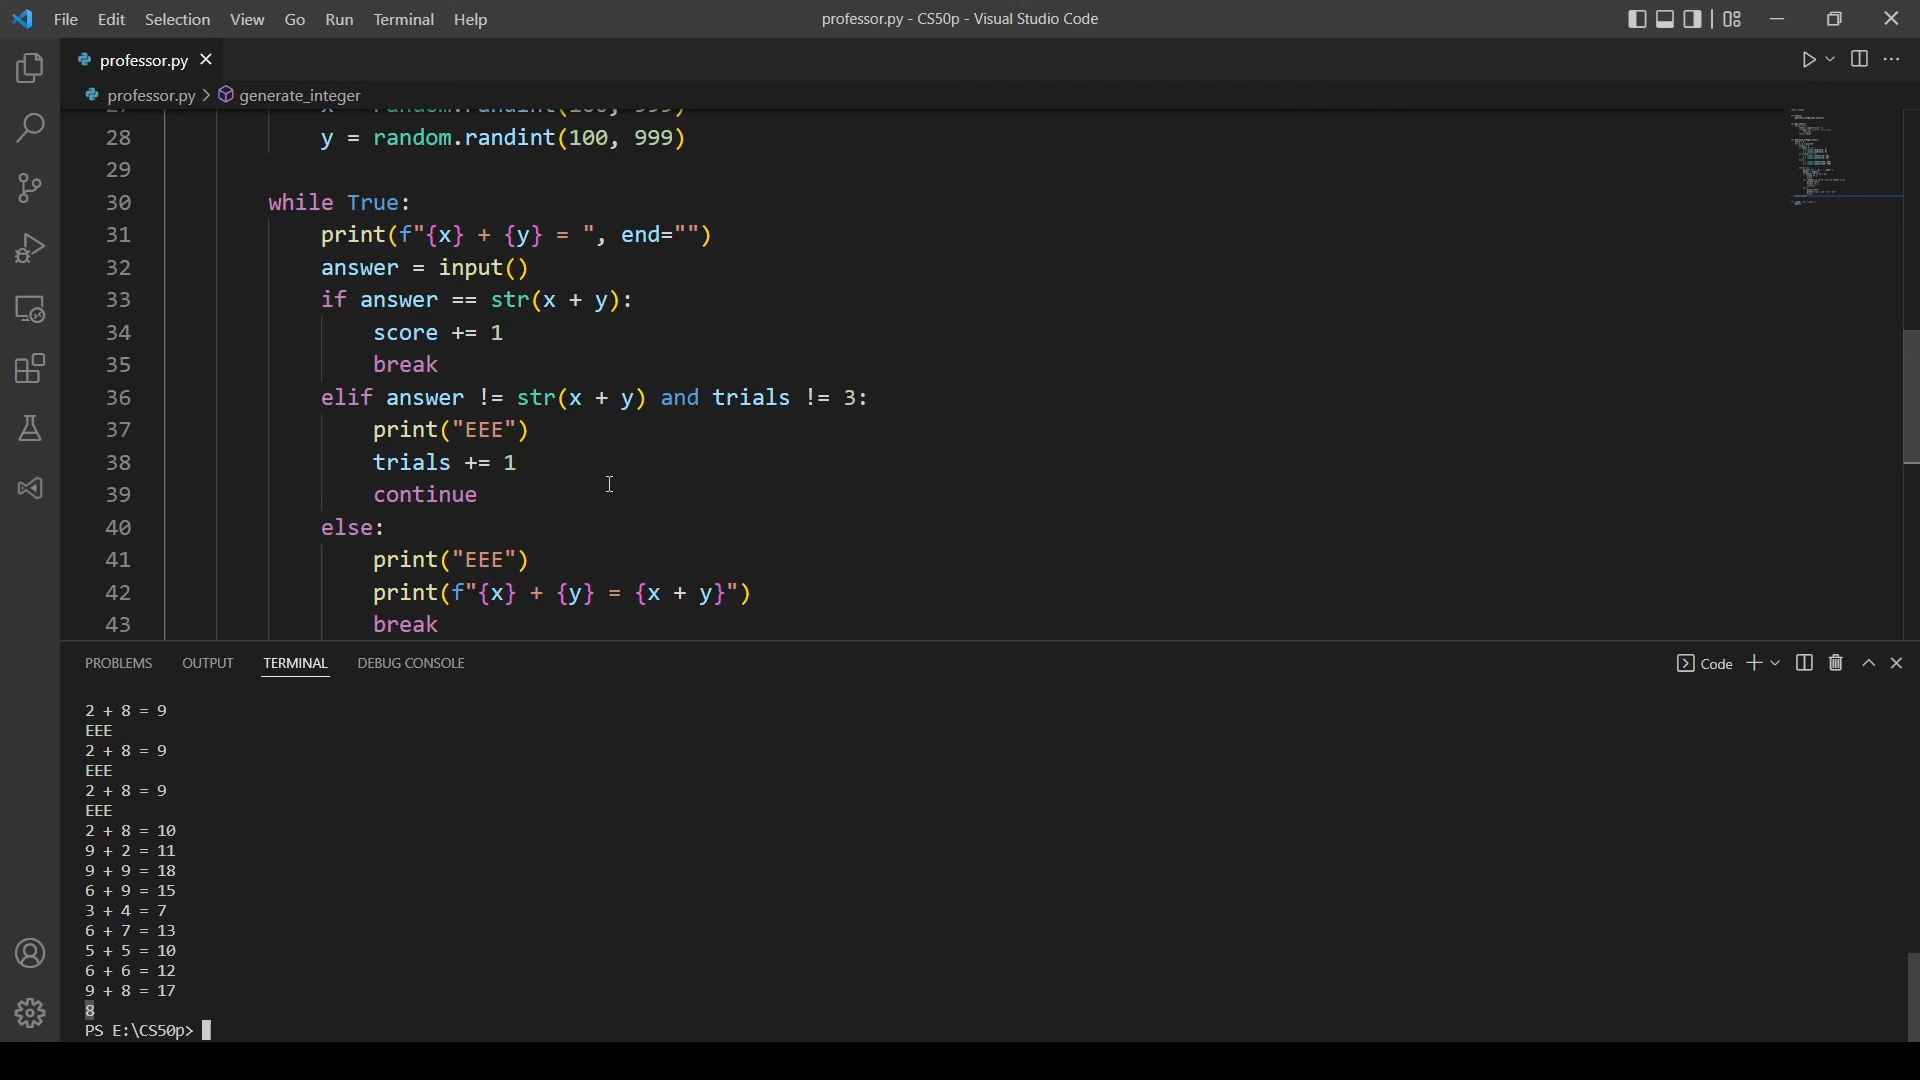 File Edit Selection View Go Run Terminal Help
professor.py - CS50p - Visual Studio Code
professor.py
professor.py > generate_integer
27 x = random.randint(100, 999)
28 y = random.randint(100, 999)
29
30 while True:
31 print(f"{x} + {y} = ", end="")
32 answer = input()
33 if answer == str(x + y):
34 score += 1
35 break
36 elif answer != str(x + y) and trials != 3:
37 print("EEE")
38 trials += 1
39 continue
40 else:
41 print("EEE")
42 print(f"{x} + {y} = {x + y}")
43 break
PROBLEMS OUTPUT TERMINAL DEBUG CONSOLE
Code
2 + 8 = 9
EEE
2 + 8 = 9
EEE
2 + 8 = 9
EEE
2 + 8 = 10
9 + 2 = 11
9 + 9 = 18
6 + 9 = 15
3 + 4 = 7
6 + 7 = 13
5 + 5 = 10
6 + 6 = 12
9 + 8 = 17
8
PS E:\CS50p>